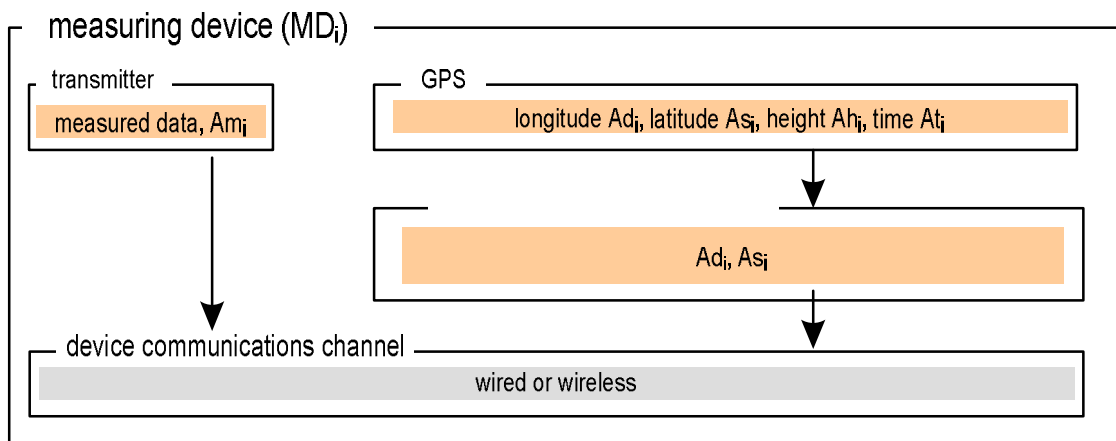 measuring device (MDi)
transmitter
measured data, Ami
GPS
longitude Adi, latitude Asi, height Ahi, time Ati
Adi, Asi
device communications channel
wired or wireless